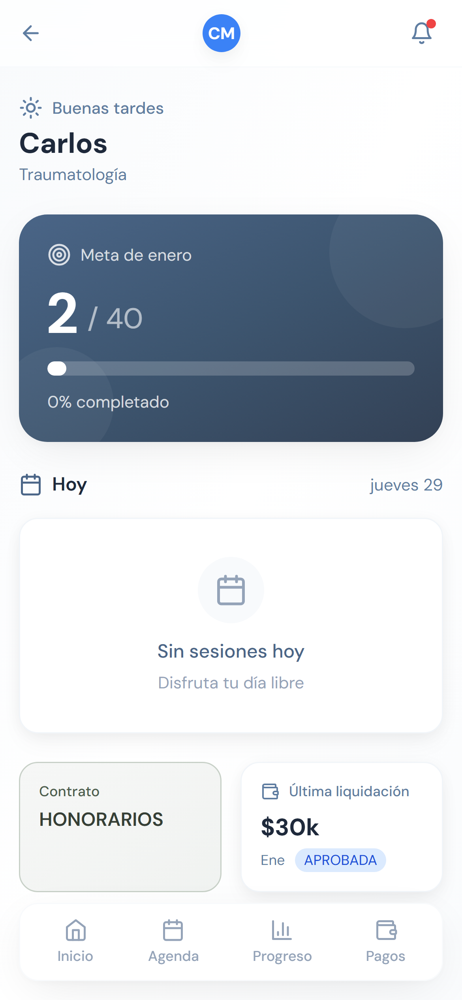 CM
Buenas tardes
Carlos
Traumatología
Meta de enero
2 / 40
0% completado
Hoy
jueves 29
Sin sesiones hoy
Disfruta tu día libre
Contrato
HONORARIOS
Última liquidación
$30k
Ene APROBADA
Inicio
Agenda
Progreso
Pagos